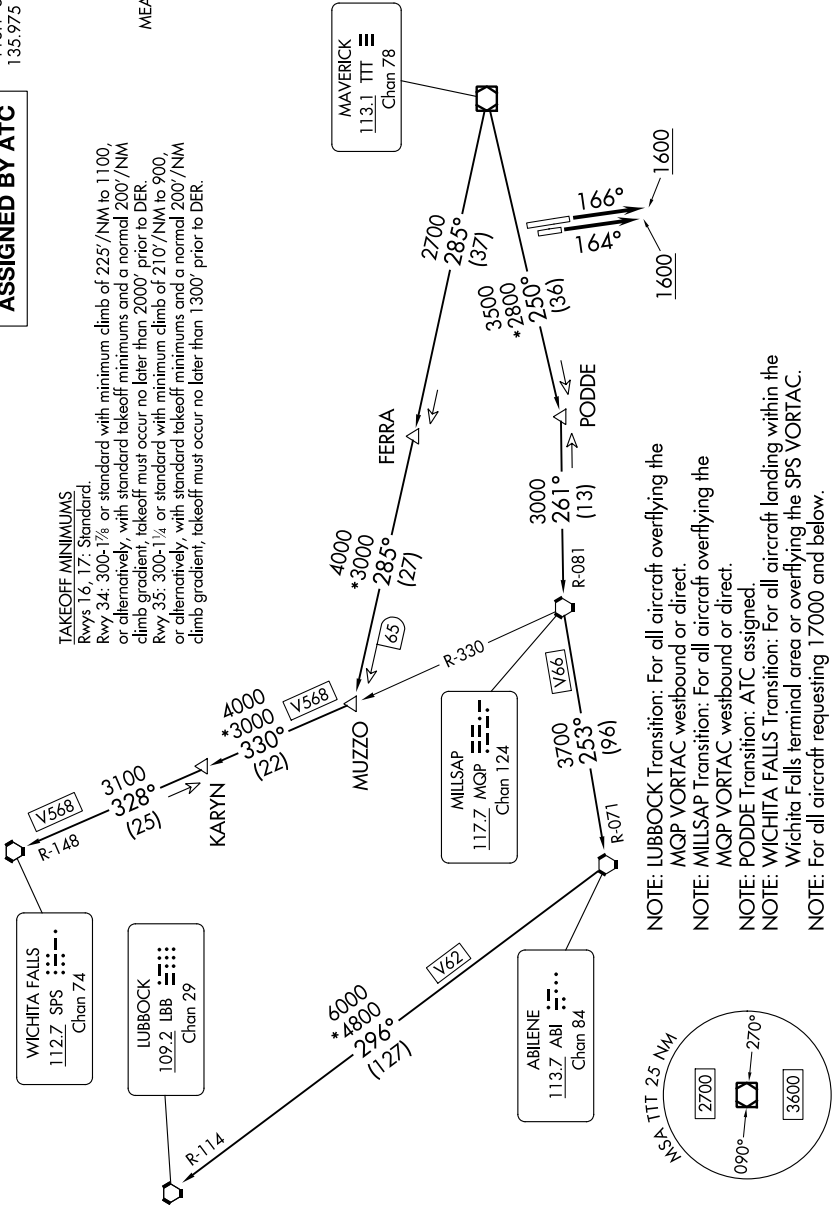 135.975
ASSIGNED BY ATC
MEA
TAKEOFF MINIMUMS
Rwys 16, 17: Standard.
Rwy 34: 300-1⅞ or standard with minimum climb of 225'/NM to 1100,
or alternatively, with standard takeoff minimums and a normal 200'/NM
climb gradient, takeoff must occur no later than 2000' prior to DER.
Rwy 35: 300-1¼ or standard with minimum climb of 210'/NM to 900,
or alternatively, with standard takeoff minimums and a normal 200'/NM
climb gradient, takeoff must occur no later than 1300' prior to DER.
MAVERICK
113.1 TTT
Chan 78
2700
285°
(37)
3500
*2800
250°
(36)
166°
164°
1600
1600
FERRA
PODDE
4000
*3000
285°
(27)
3000
261°
(13)
R-081
65
R-330
MUZZO
4000
*3000
330°
(22)
V568
KARYN
3100
328°
(25)
V568
R-148
WICHITA FALLS
112.7 SPS
Chan 74
LUBBOCK
109.2 LBB
Chan 29
MILLSAP
117.7 MQP
Chan 124
V66
3700
253°
(96)
R-071
ABILENE
113.7 ABI
Chan 84
V62
6000
*4800
296°
(127)
R-114
MSA TTT 25 NM
2700
3600
090°
270°
NOTE: LUBBOCK Transition: For all aircraft overflying the
MQP VORTAC westbound or direct.
NOTE: MILLSAP Transition: For all aircraft overflying the
MQP VORTAC westbound or direct.
NOTE: PODDE Transition: ATC assigned.
NOTE: WICHITA FALLS Transition: For all aircraft landing within the
Wichita Falls terminal area or overflying the SPS VORTAC.
NOTE: For all aircraft requesting 17000 and below.